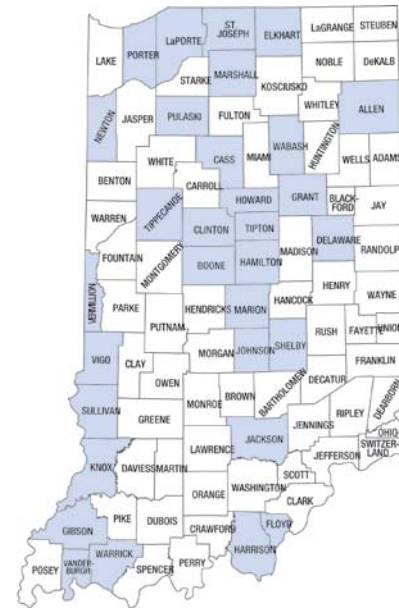 ST.
JOSEPH
ELKHART
LAGRANGE
STEUBEN
LAPORTE
PORTER
LAKE
NOBLE
DeKALB
MARSHALL
STARKE
KOSCIUSKO
WHITLEY
ALLEN
NEWTON
JASPER
PULASKI
FULTON
WABASH
HUNTINGTON
WHITE
CASS
MIAMI
WELLS
ADAMS
BENTON
CARROLL
HOWARD
GRANT
BLACK-
FORD
JAY
TIPPECANOE
WARREN
CLINTON
TIPTON
DELAWARE
RANDOLPH
MADISON
FOUNTAIN
MONTGOMERY
BOONE
HAMILTON
HENRY
WAYNE
VERMILLION
PARKE
HENDRICKS
MARION
HANCOCK
PUTNAM
RUSH
FAYETTE
UNION
VIGO
CLAY
MORGAN
JOHNSON
SHELBY
FRANKLIN
OWEN
DECATUR
SULLIVAN
GREENE
MONROE
BROWN
BARTHOLOMEW
DEARBORN
RIPLEY
JENNINGS
OHIO
JACKSON
SWITZER-
LAND
KNOX
DAVIESS
MARTIN
LAWRENCE
JEFFERSON
SCOTT
WASHINGTON
ORANGE
CLARK
GIBSON
PIKE
DUBOIS
CRAWFORD
FLOYD
HARRISON
POSEY
VANDER-
BURGH
WARRICK
SPENCER
PERRY